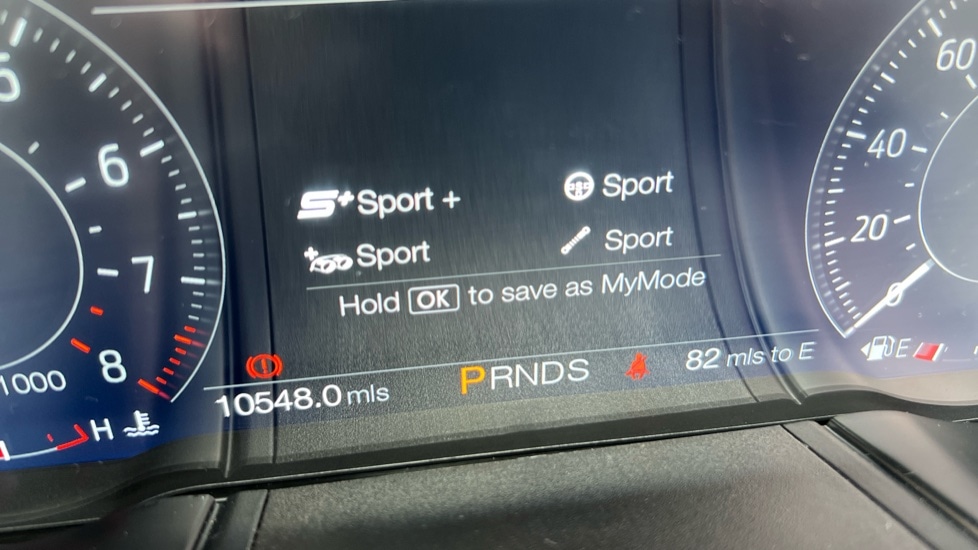 S+ Sport +
Sport
Sport
Sport
Hold OK to save as MyMode
10548.0 mls
PRNDS
82 mls to E
5
6
7
8
1000
H
60
40
20
0
E